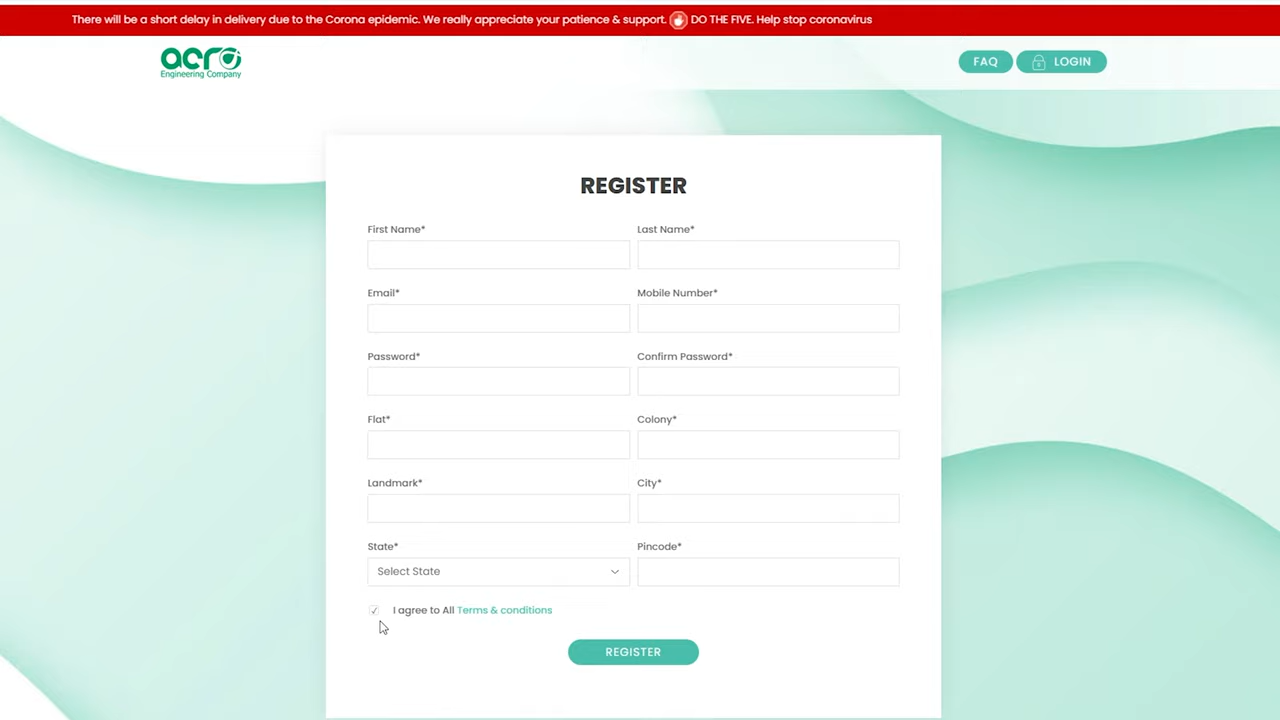 There will be a short delay in delivery due to the Corona epidemic. We really appreciate your patience & support. DO THE FIVE. Help stop coronavirus
acro
Engineering Company
FAQ
LOGIN
REGISTER
First Name*
Last Name*
Email*
Mobile Number*
Password*
Confirm Password*
Flat*
Colony*
Landmark*
City*
State*
Pincode*
Select State
I agree to All Terms & conditions
REGISTER